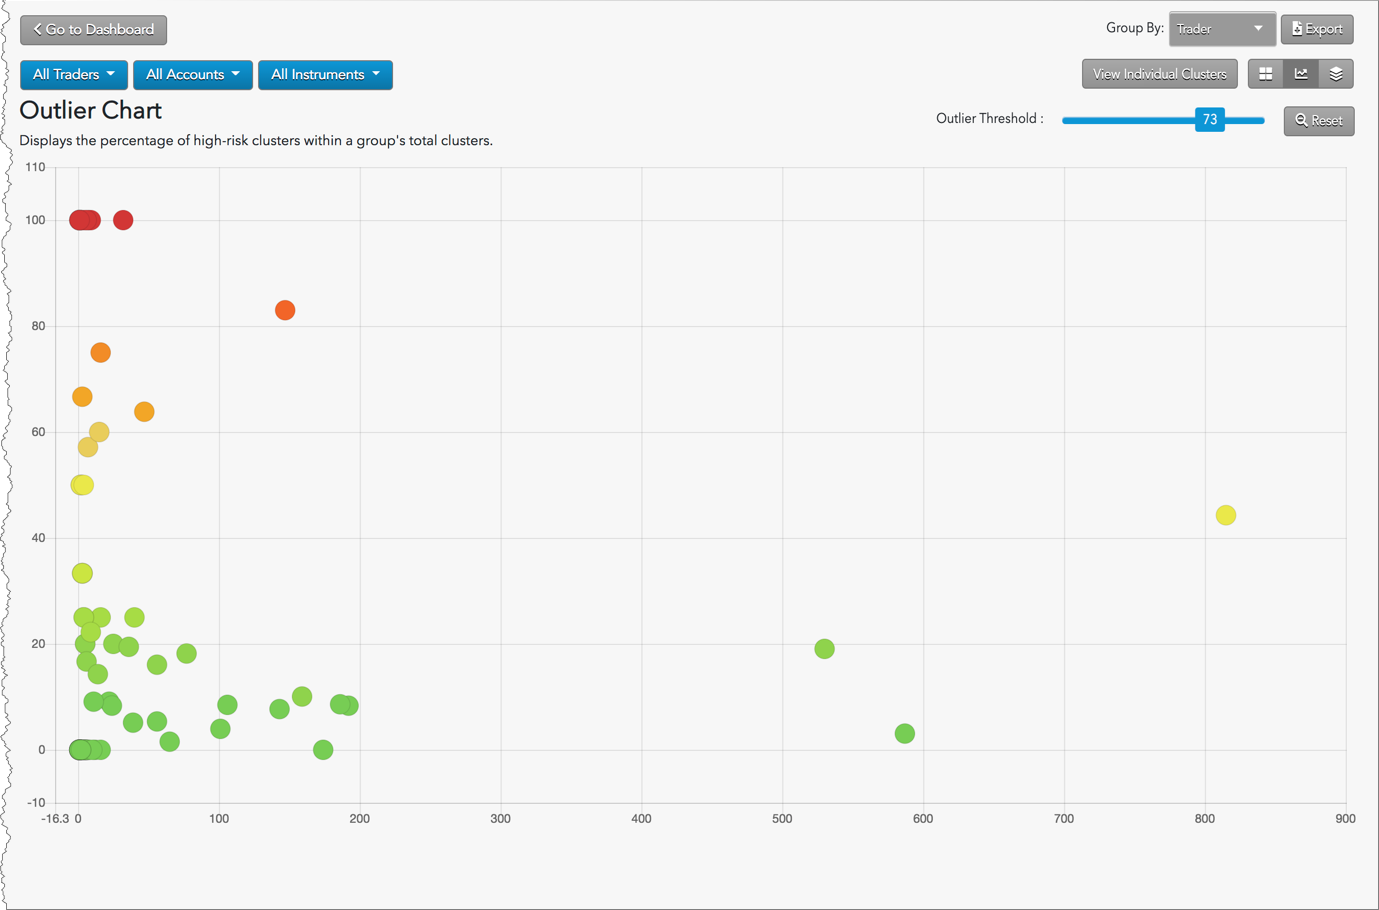 Go to Dashboard
Group By: Trader Export
All Traders All Accounts All Instruments View Individual Clusters
Outlier Chart
Outlier Threshold : 73 Reset
Displays the percentage of high-risk clusters within a group's total clusters.
110
100
80
60
40
20
0
-10
-16.3 0 100 200 300 400 500 600 700 800 900